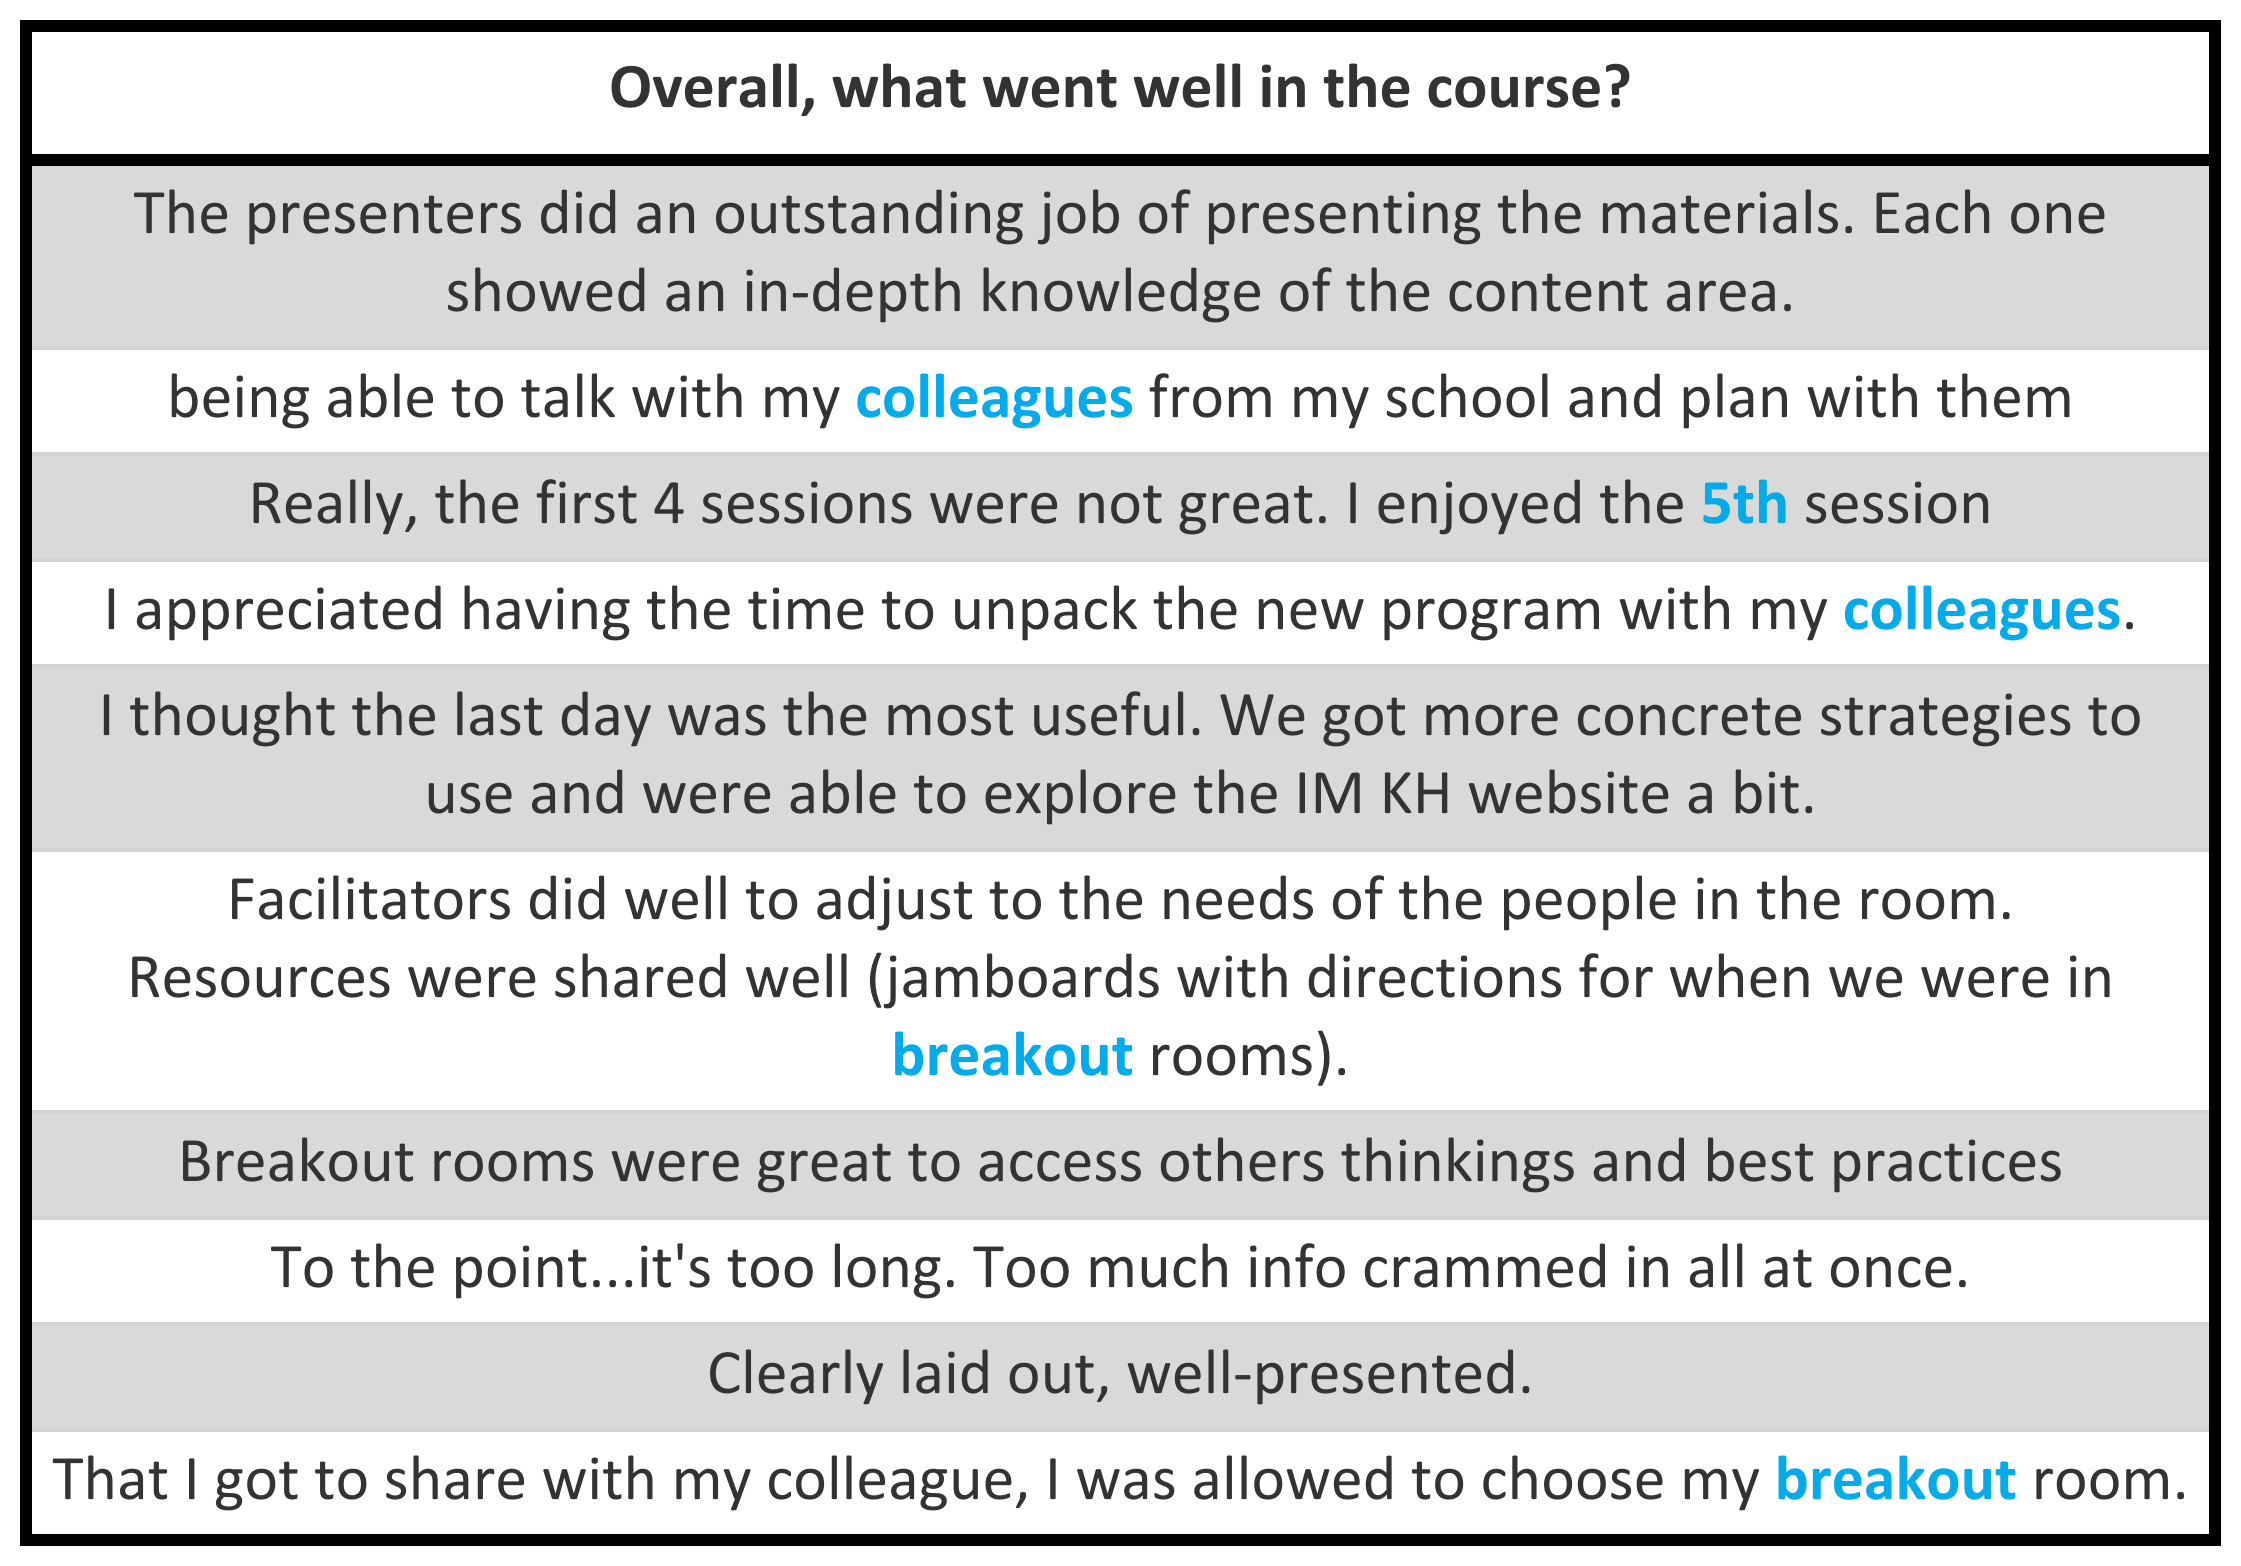 Overall, what went well in the course?
The presenters did an outstanding job of presenting the materials. Each one
showed an in-depth knowledge of the content area.
being able to talk with my colleagues from my school and plan with them
Really, the first 4 sessions were not great. I enjoyed the 5th session
I appreciated having the time to unpack the new program with my colleagues.
I thought the last day was the most useful. We got more concrete strategies to
use and were able to explore the IM KH website a bit.
Facilitators did well to adjust to the needs of the people in the room.
Resources were shared well (jamboards with directions for when we were in
breakout rooms).
Breakout rooms were great to access others thinkings and best practices
To the point...it's too long. Too much info crammed in all at once.
Clearly laid out, well-presented.
That I got to share with my colleague, I was allowed to choose my breakout room.